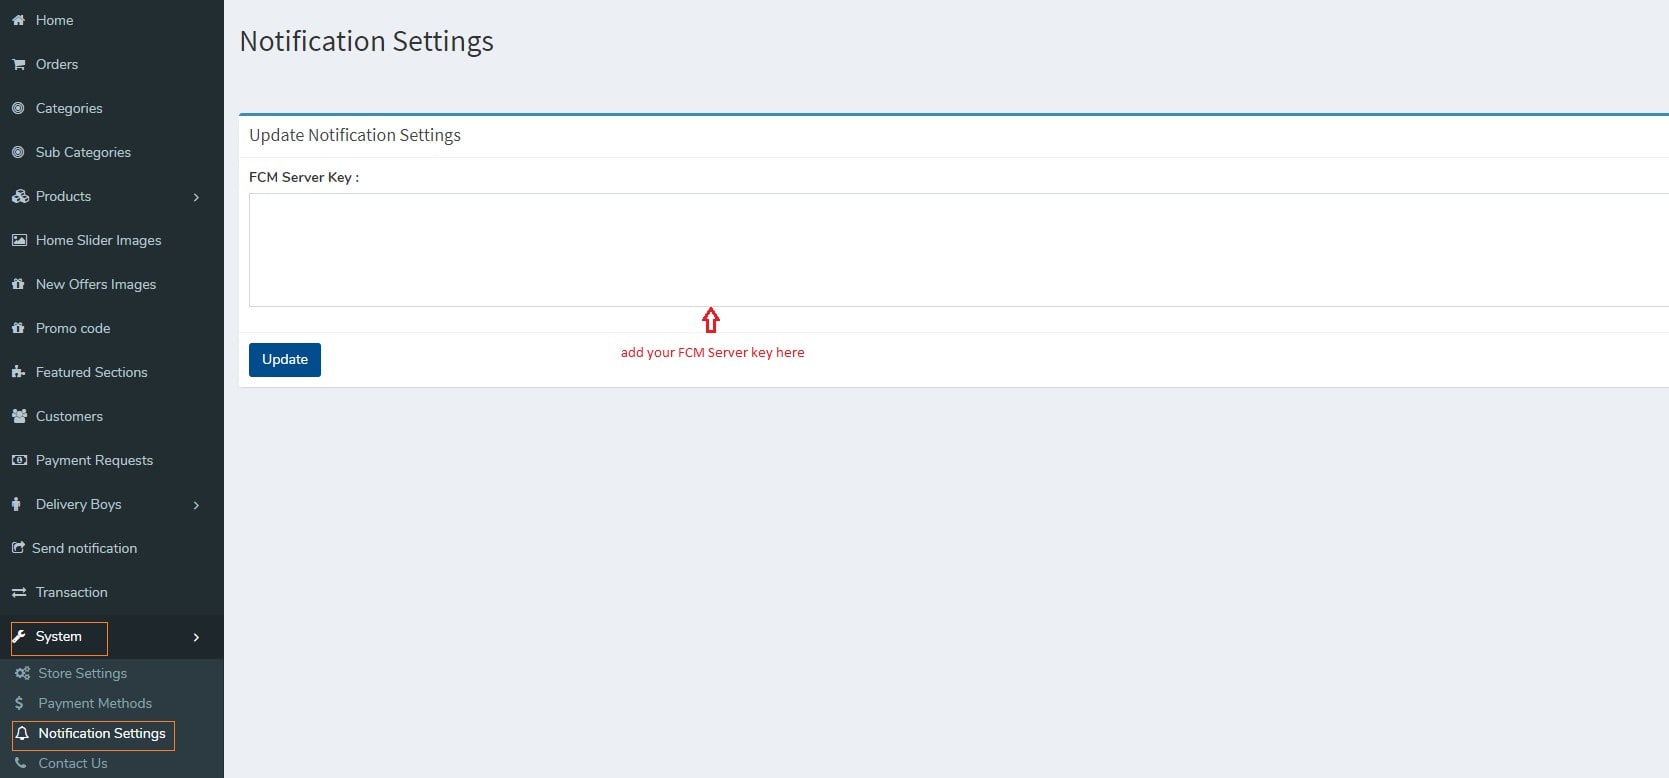 Home
Orders
Categories
Sub Categories
Products
Home Slider Images
New Offers Images
Promo code
Featured Sections
Customers
Payment Requests
Delivery Boys
Send notification
Transaction
System
Store Settings
Payment Methods
Notification Settings
Contact Us
Notification Settings
Update Notification Settings
FCM Server Key :
add your FCM Server key here
Update